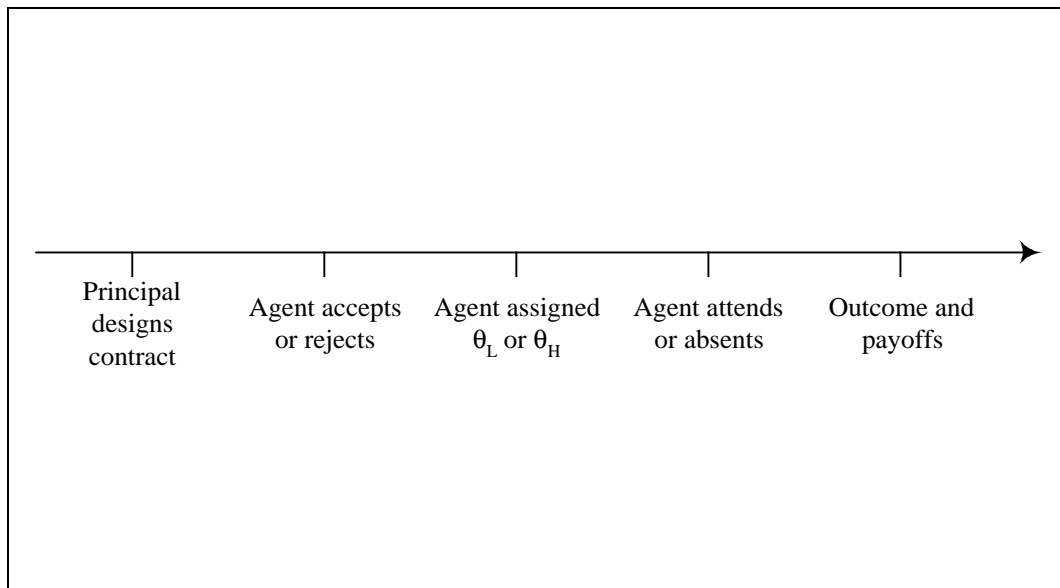 Principal
designs
contract
Agent accepts
or rejects
Agent assigned
θL or θH
Agent attends
or absents
Outcome and
payoffs